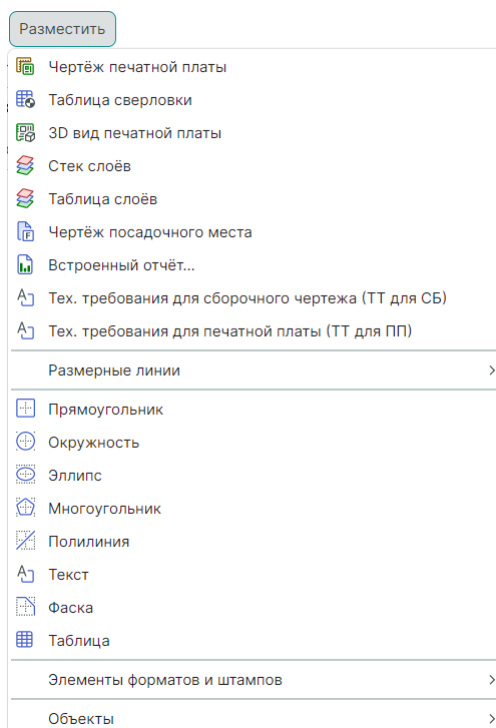 Разместить
Чертёж печатной платы
Таблица сверловки
3D вид печатной платы
Стек слоёв
Таблица слоёв
Чертёж посадочного места
Встроенный отчёт...
Тех. требования для сборочного чертежа (ТТ для СБ)
Тех. требования для печатной платы (ТТ для ПП)
Размерные линии
Прямоугольник
Окружность
Эллипс
Многоугольник
Полилиния
Текст
Фаска
Таблица
Элементы форматов и штампов
Объекты